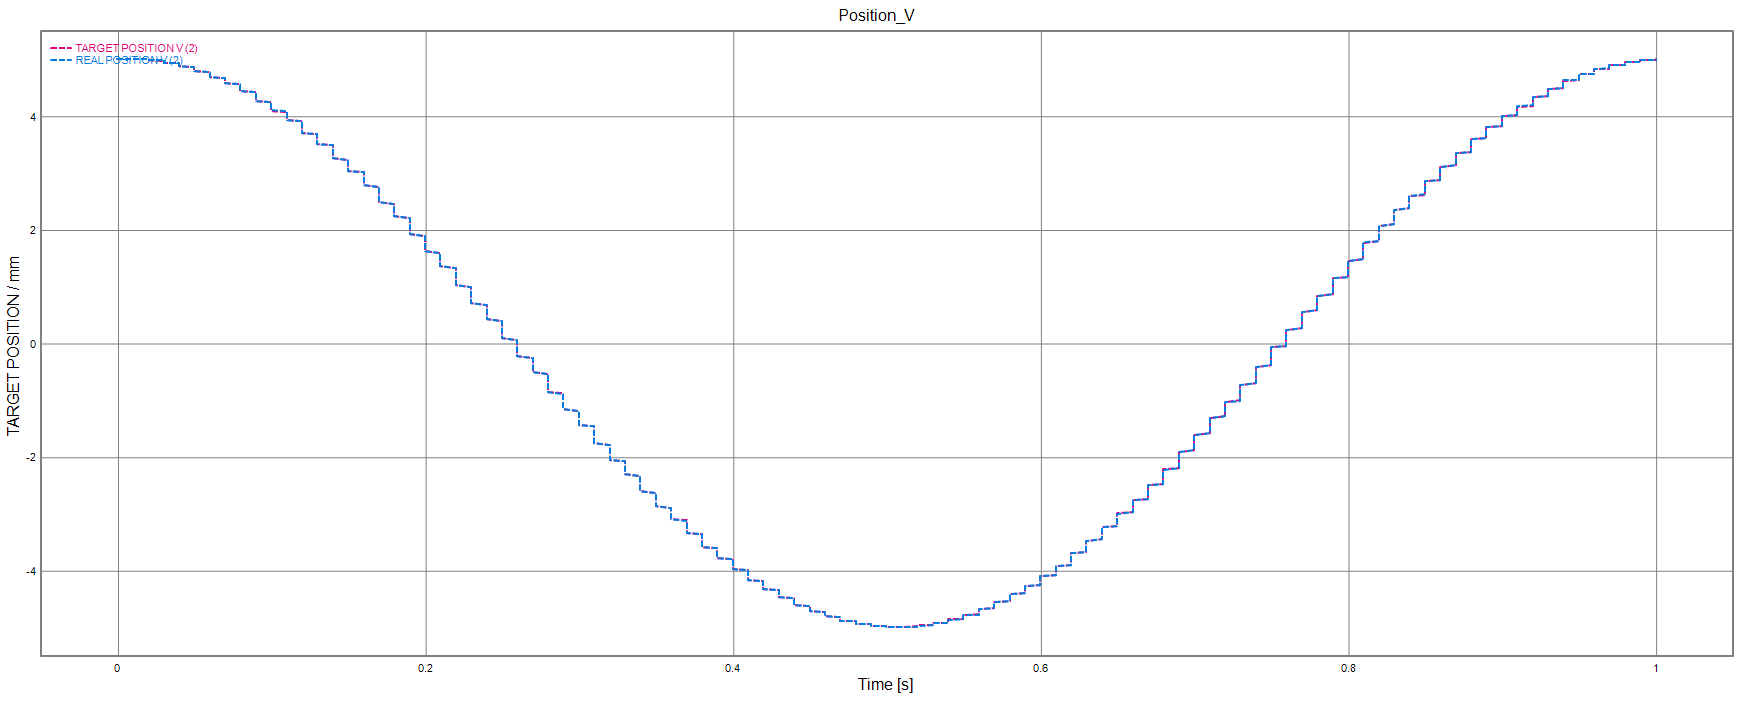 Position_V
TARGET POSITION V (2)
REAL POSITION V (2)
4
2
0
-2
-4
TARGET POSITION / mm
0
0.2
0.4
0.6
0.8
1
Time [s]